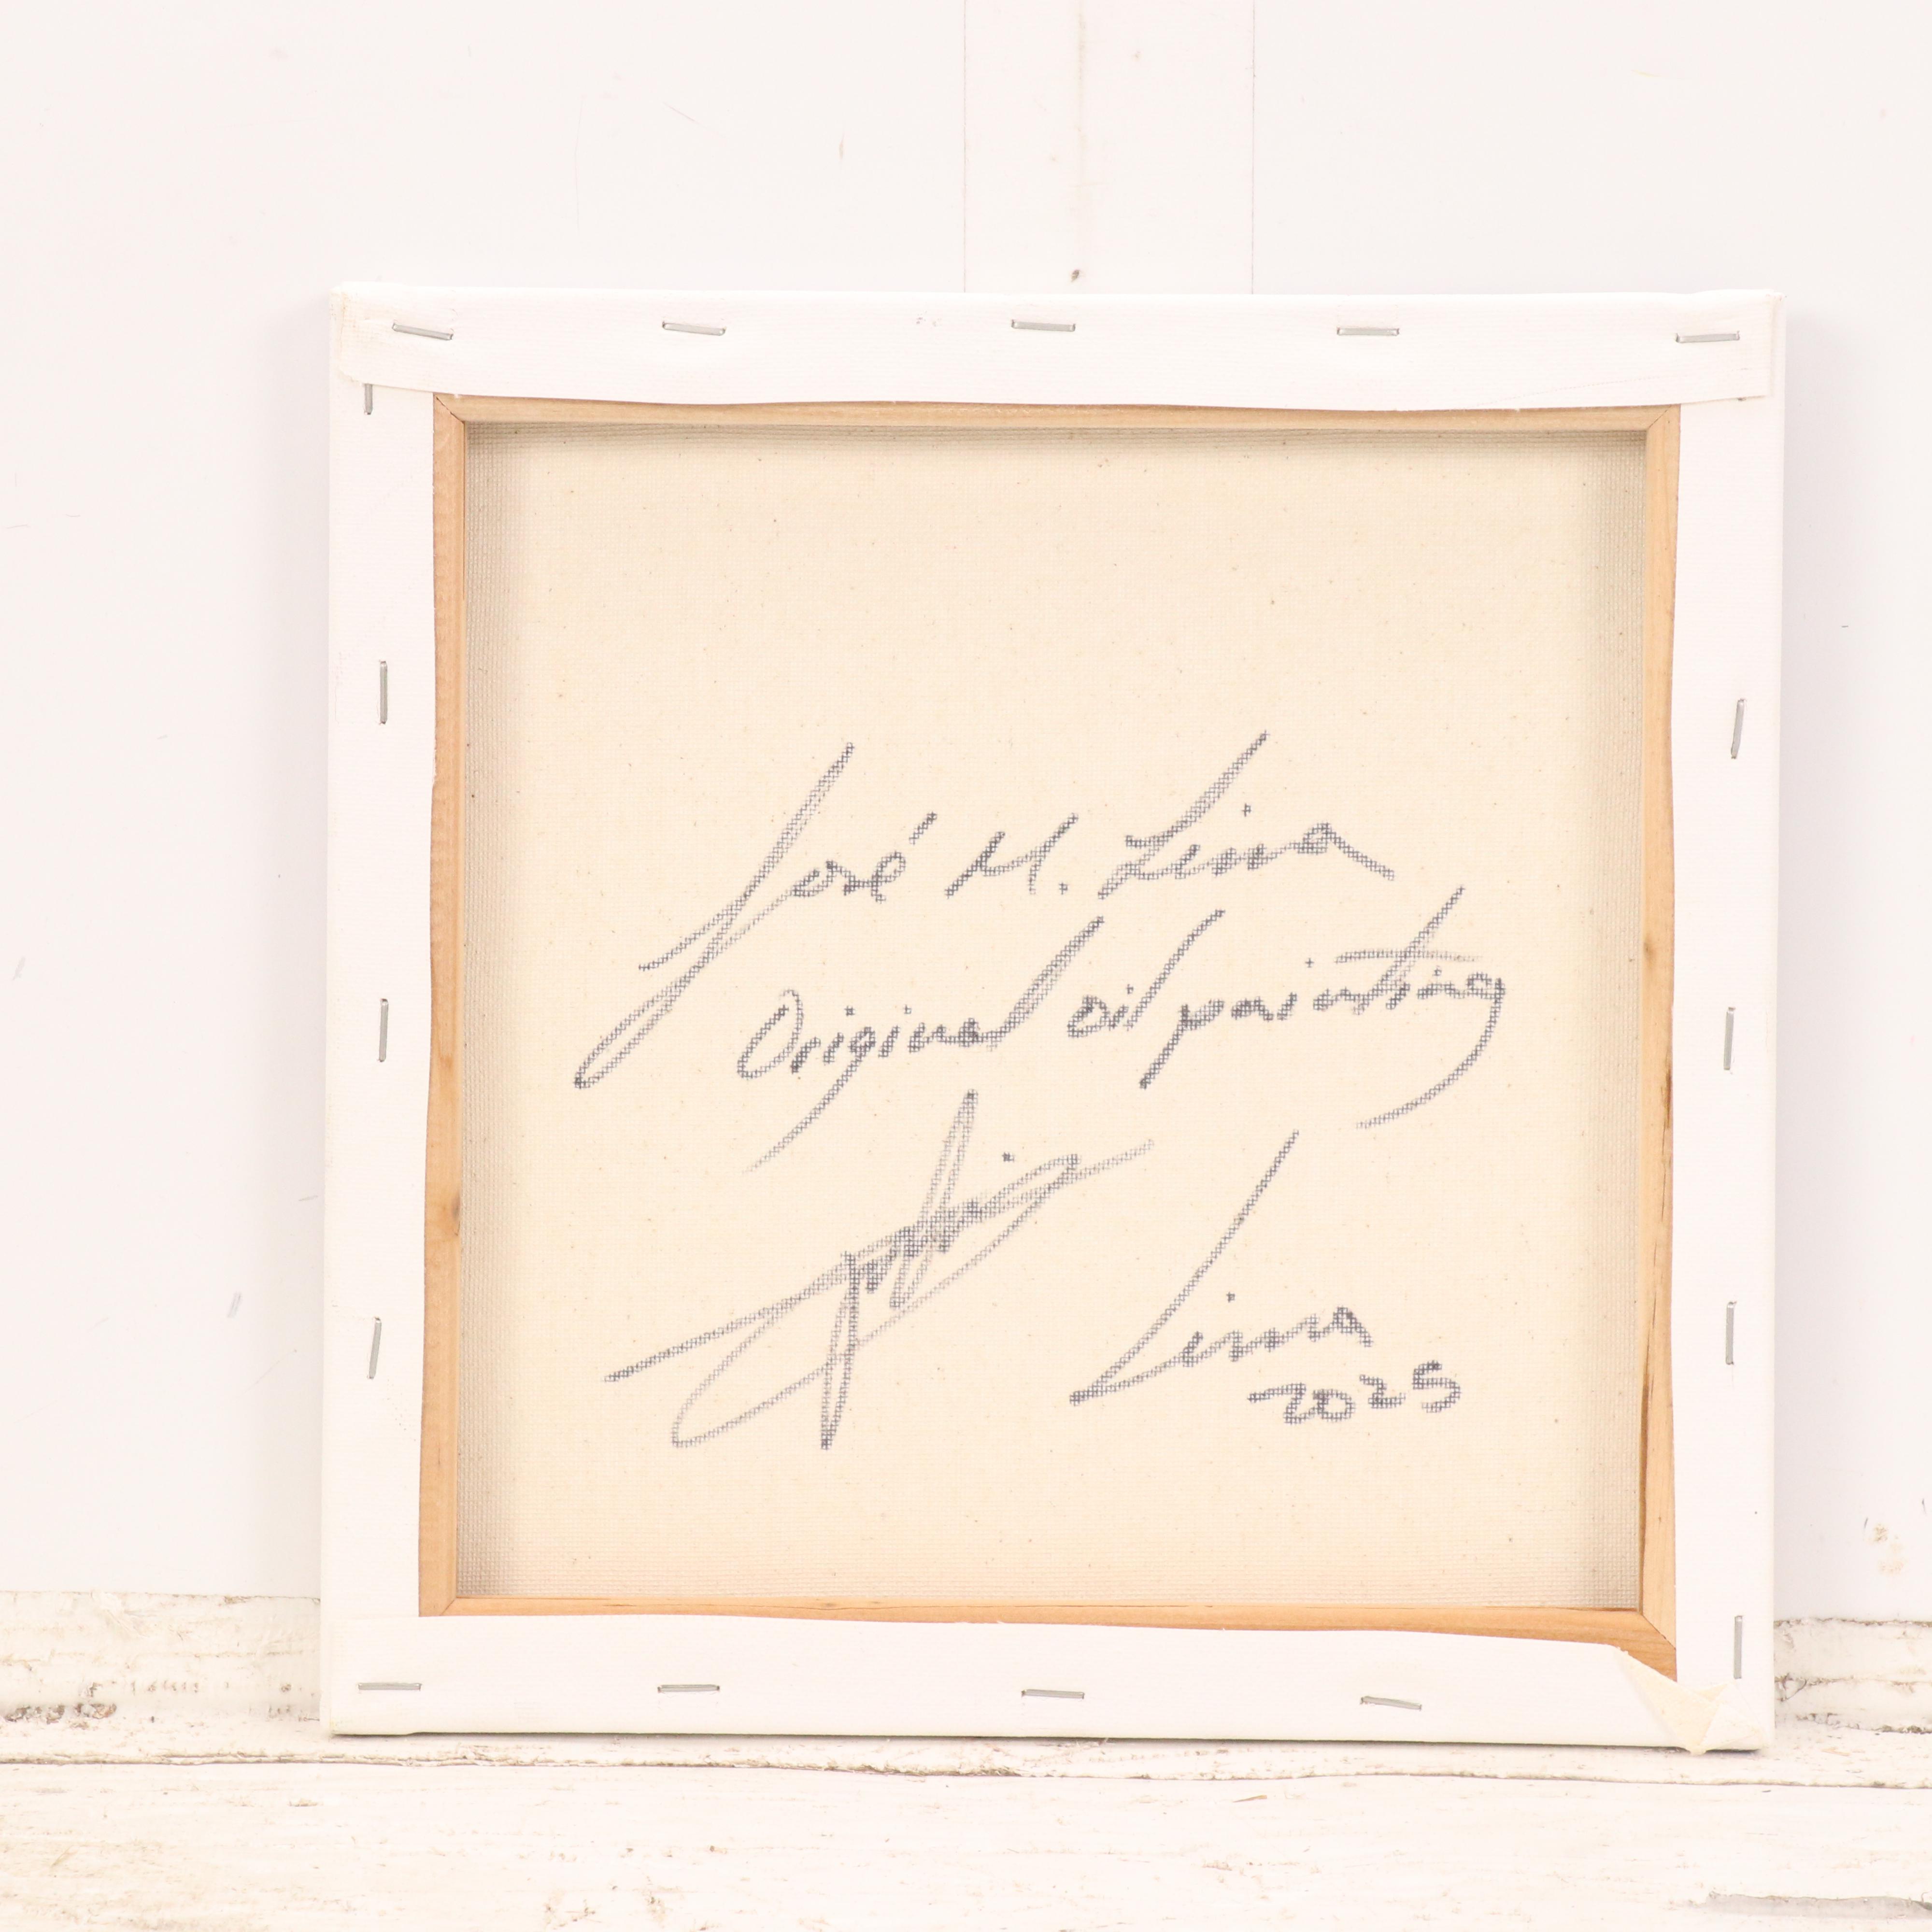 José M. Lima
Original oil painting
Lima
2025